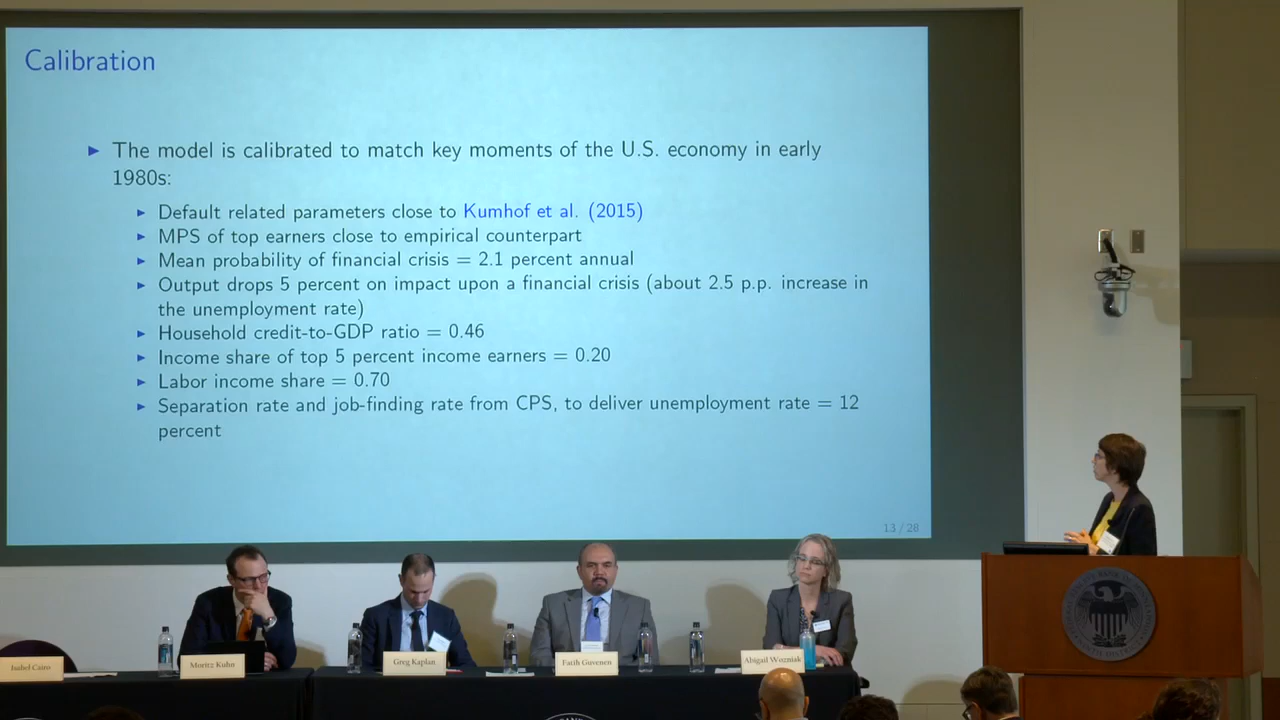 Calibration
The model is calibrated to match key moments of the U.S. economy in early
1980s:
Default related parameters close to Kumhof et al. (2015)
MPS of top earners close to empirical counterpart
Mean probability of financial crisis = 2.1 percent annual
Output drops 5 percent on impact upon a financial crisis (about 2.5 p.p. increase in
the unemployment rate)
Household credit-to-GDP ratio = 0.46
Income share of top 5 percent income earners = 0.20
Labor income share = 0.70
Separation rate and job-finding rate from CPS, to deliver unemployment rate = 12
percent
13 / 28
Isabel Cairo
Moritz Kuhn
Greg Kaplan
Fatih Guvenen
Abigail Wozniak